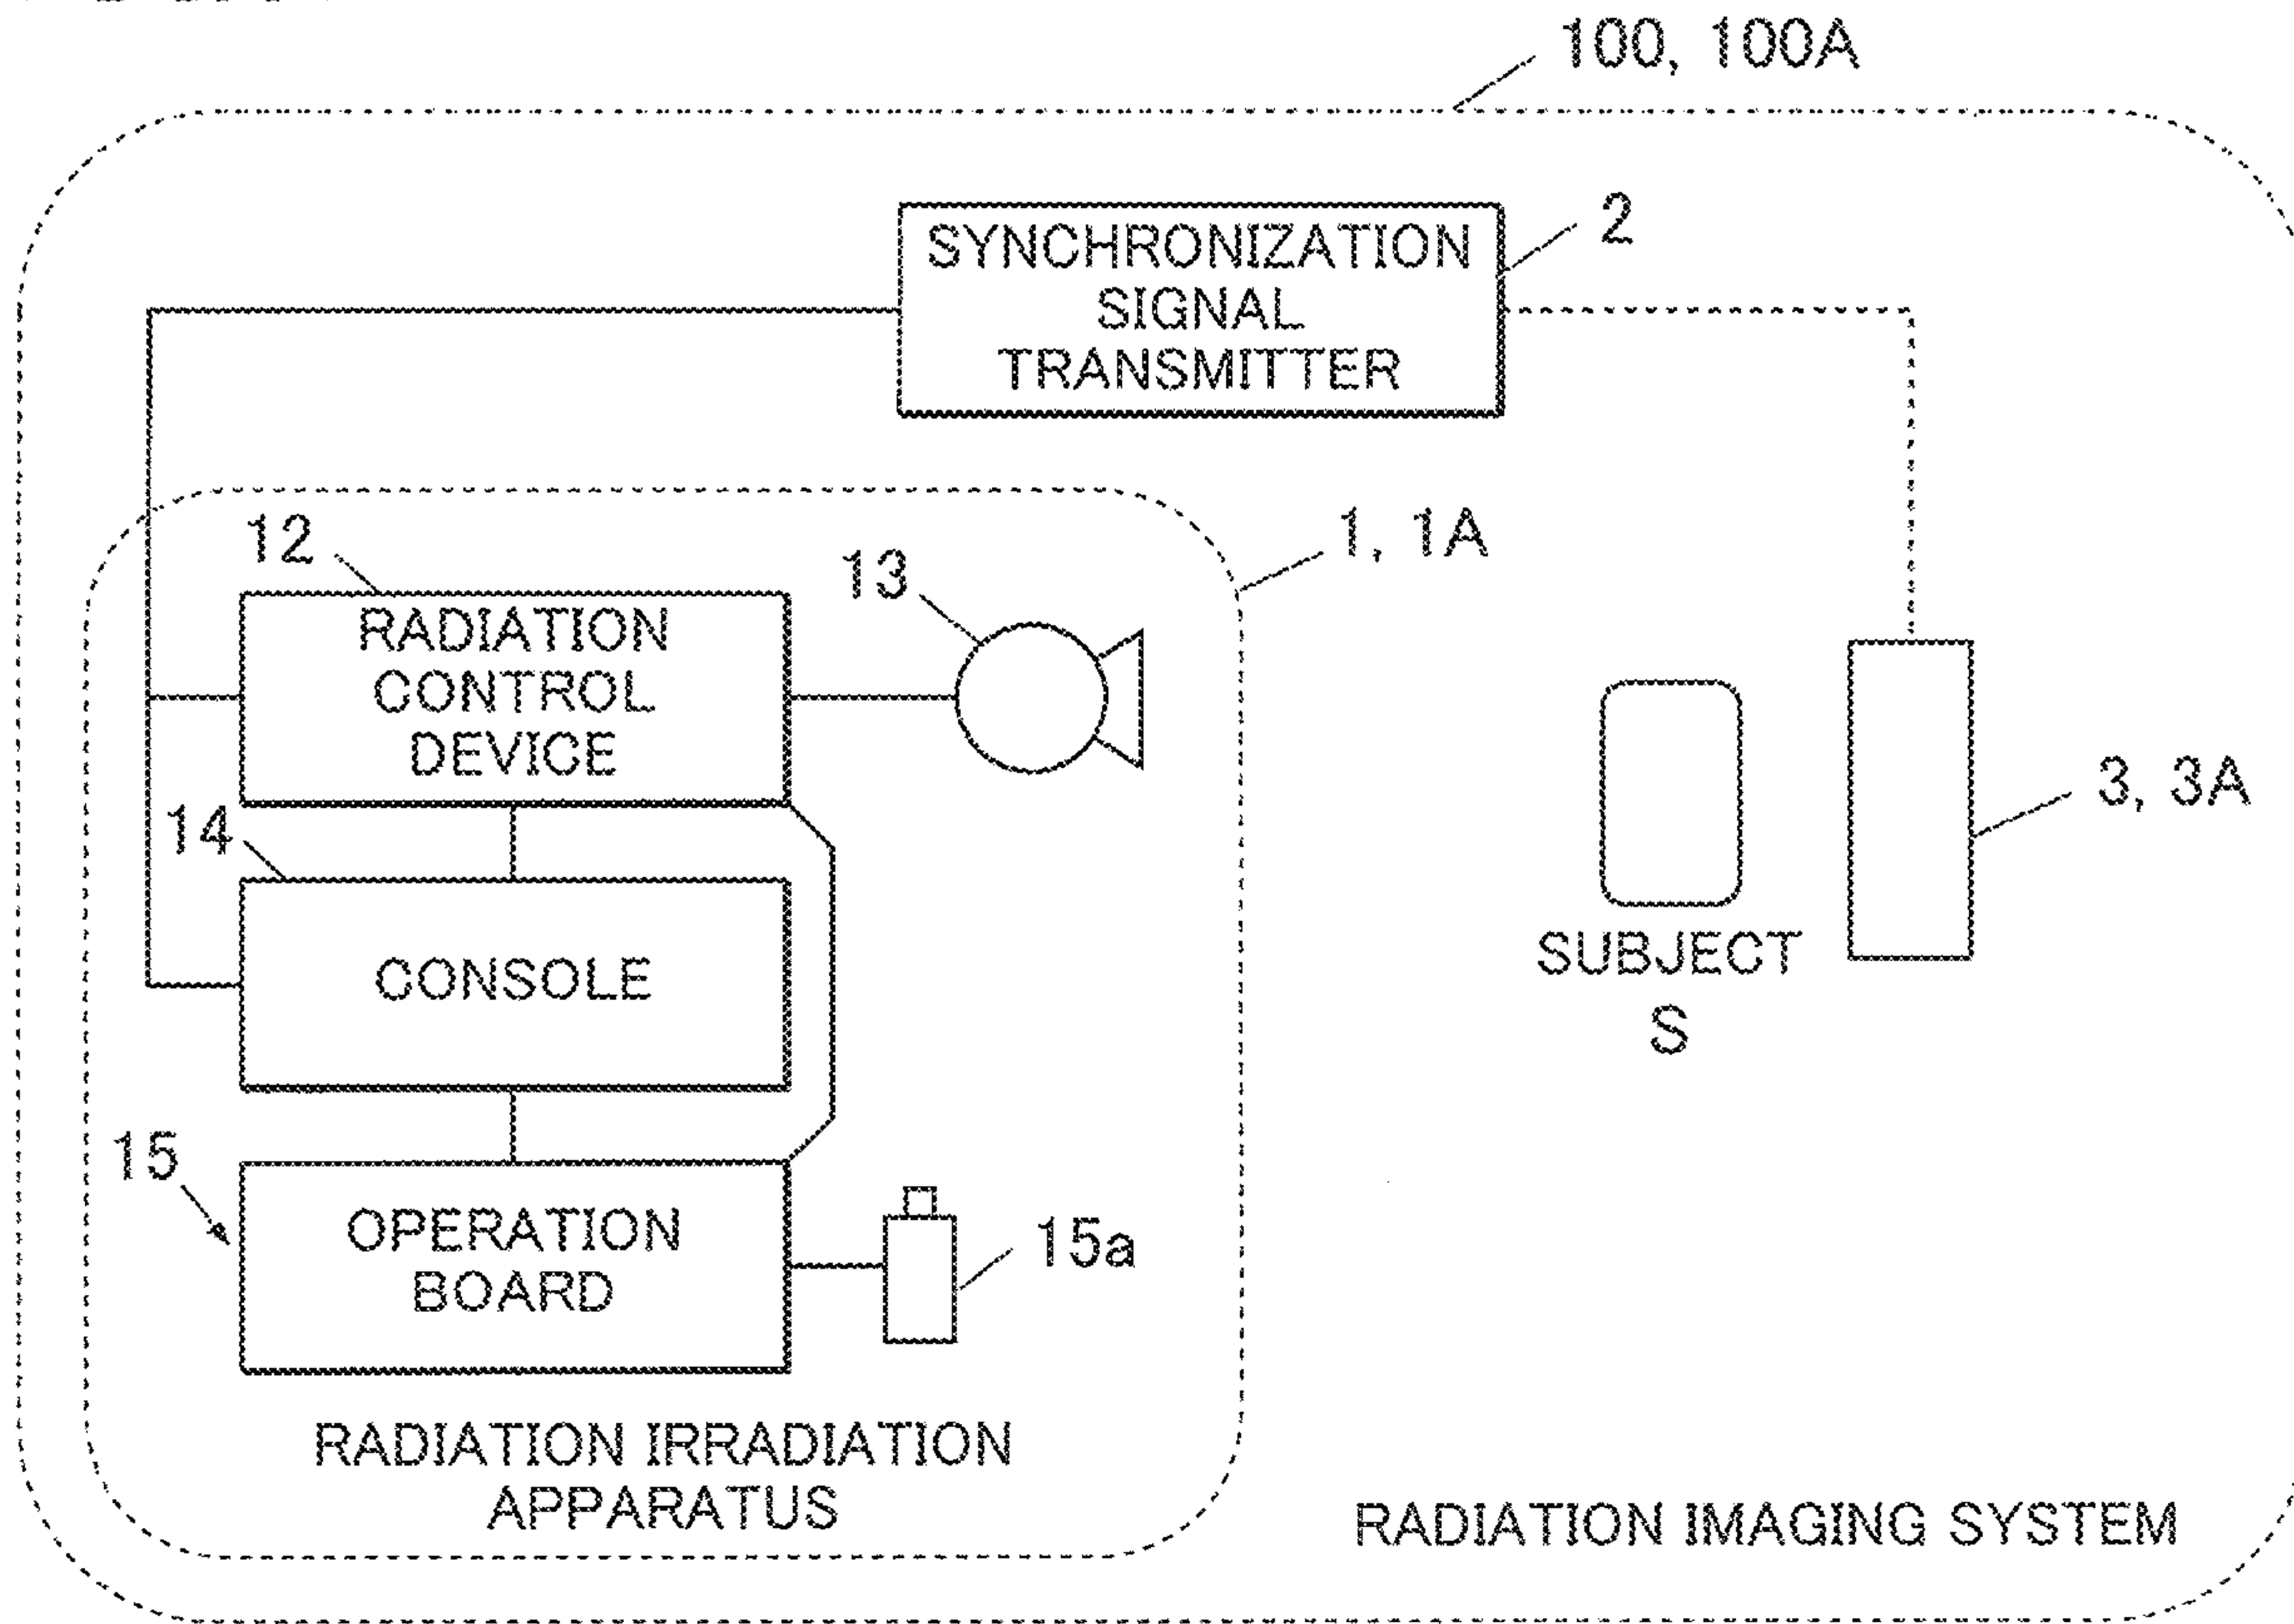 100, 100A
SYNCHRONIZATION
SIGNAL
TRANSMITTER
2
1, 1A
12
RADIATION
CONTROL
DEVICE
13
3, 3A
SUBJECT
S
14
CONSOLE
15
OPERATION
BOARD
15a
RADIATION IRRADIATION
APPARATUS
RADIATION IMAGING SYSTEM